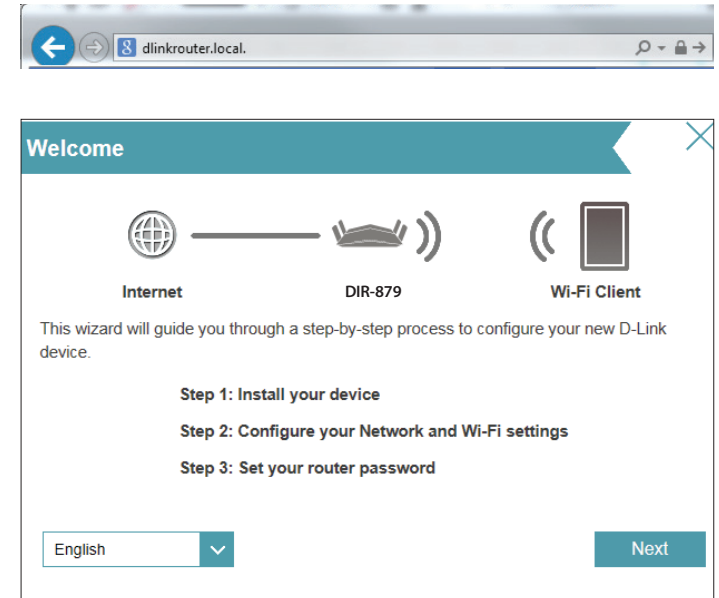 dlinkrouter.local.
Welcome
Internet
DIR-879
Wi-Fi Client
This wizard will guide you through a step-by-step process to configure your new D-Link
device.
Step 1: Install your device
Step 2: Configure your Network and Wi-Fi settings
Step 3: Set your router password
English
Next